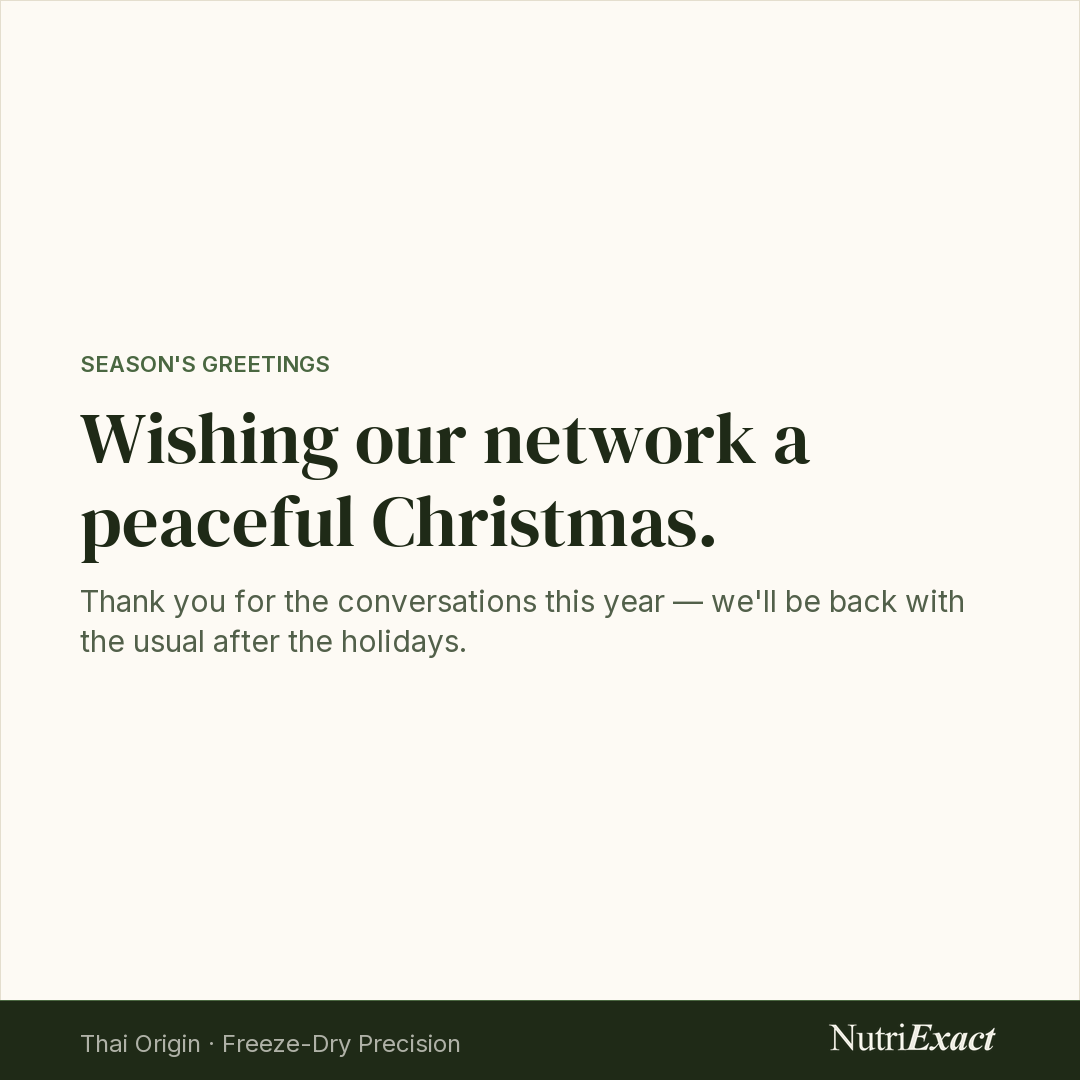 SEASON'S GREETINGS
Wishing our network a
peaceful Christmas.
Thank you for the conversations this year — we'll be back with
the usual after the holidays.
Thai Origin · Freeze-Dry Precision
NutriExact